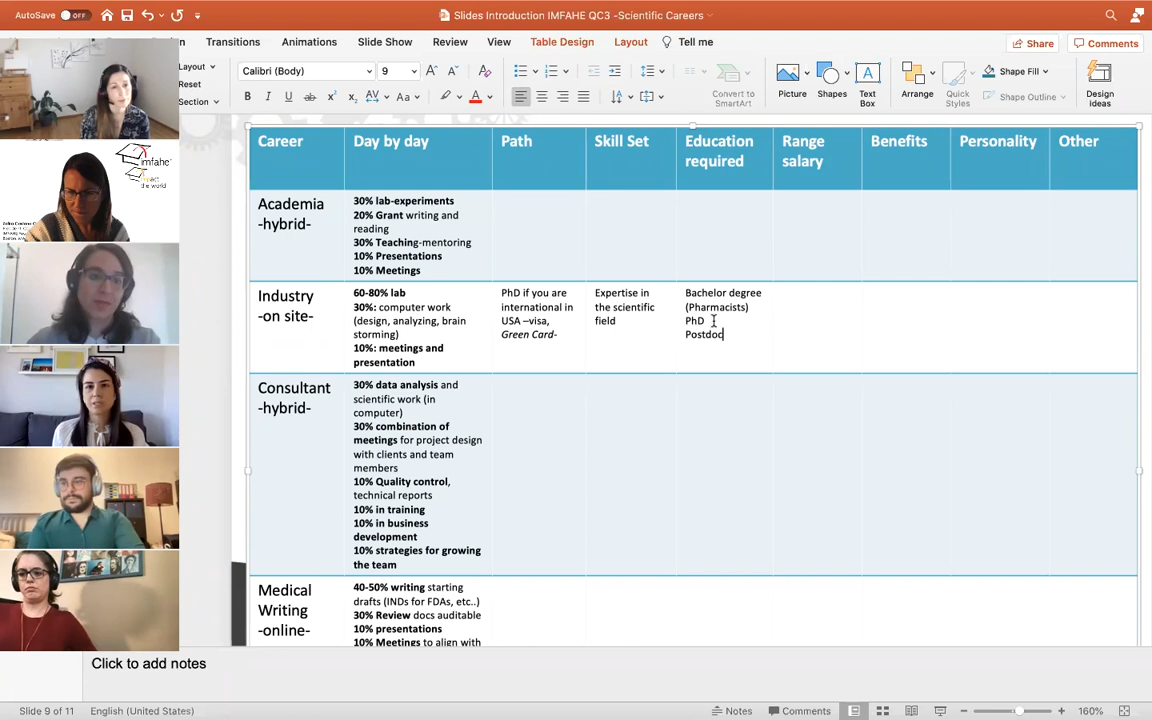 AutoSave OFF
Slides Introduction IMFAHE QC3 -Scientific Careers
Transitions Animations Slide Show Review View Table Design Layout Tell me
Share Comments
Layout
Reset
Section
Calibri (Body) 9
Convert to
SmartArt
Picture
Shapes
Text
Box
Arrange
Quick
Styles
Shape Fill
Shape Outline
Design
Ideas
imfahe
act
the world
Career
Day by day
Path
Skill Set
Education
required
Range
salary
Benefits
Personality
Other
Academia
-hybrid-
30% lab-experiments
20% Grant writing and
reading
30% Teaching-mentoring
10% Presentations
10% Meetings
Industry
-on site-
60-80% lab
30%: computer work
(design, analyzing, brain
storming)
10%: meetings and
presentation
PhD if you are
international in
USA –visa,
Green Card-
Expertise in
the scientific
field
Bachelor degree
(Pharmacists)
PhD
Postdoc
Consultant
-hybrid-
30% data analysis and
scientific work (in
computer)
30% combination of
meetings for project design
with clients and team
members
10% Quality control,
technical reports
10% in training
10% in business
development
10% strategies for growing
the team
Medical
Writing
-online-
40-50% writing starting
drafts (INDs for FDAs, etc..)
30% Review docs auditable
10% presentations
10% Meetings to align with
Click to add notes
Slide 9 of 11 English (United States) Notes Comments 160%